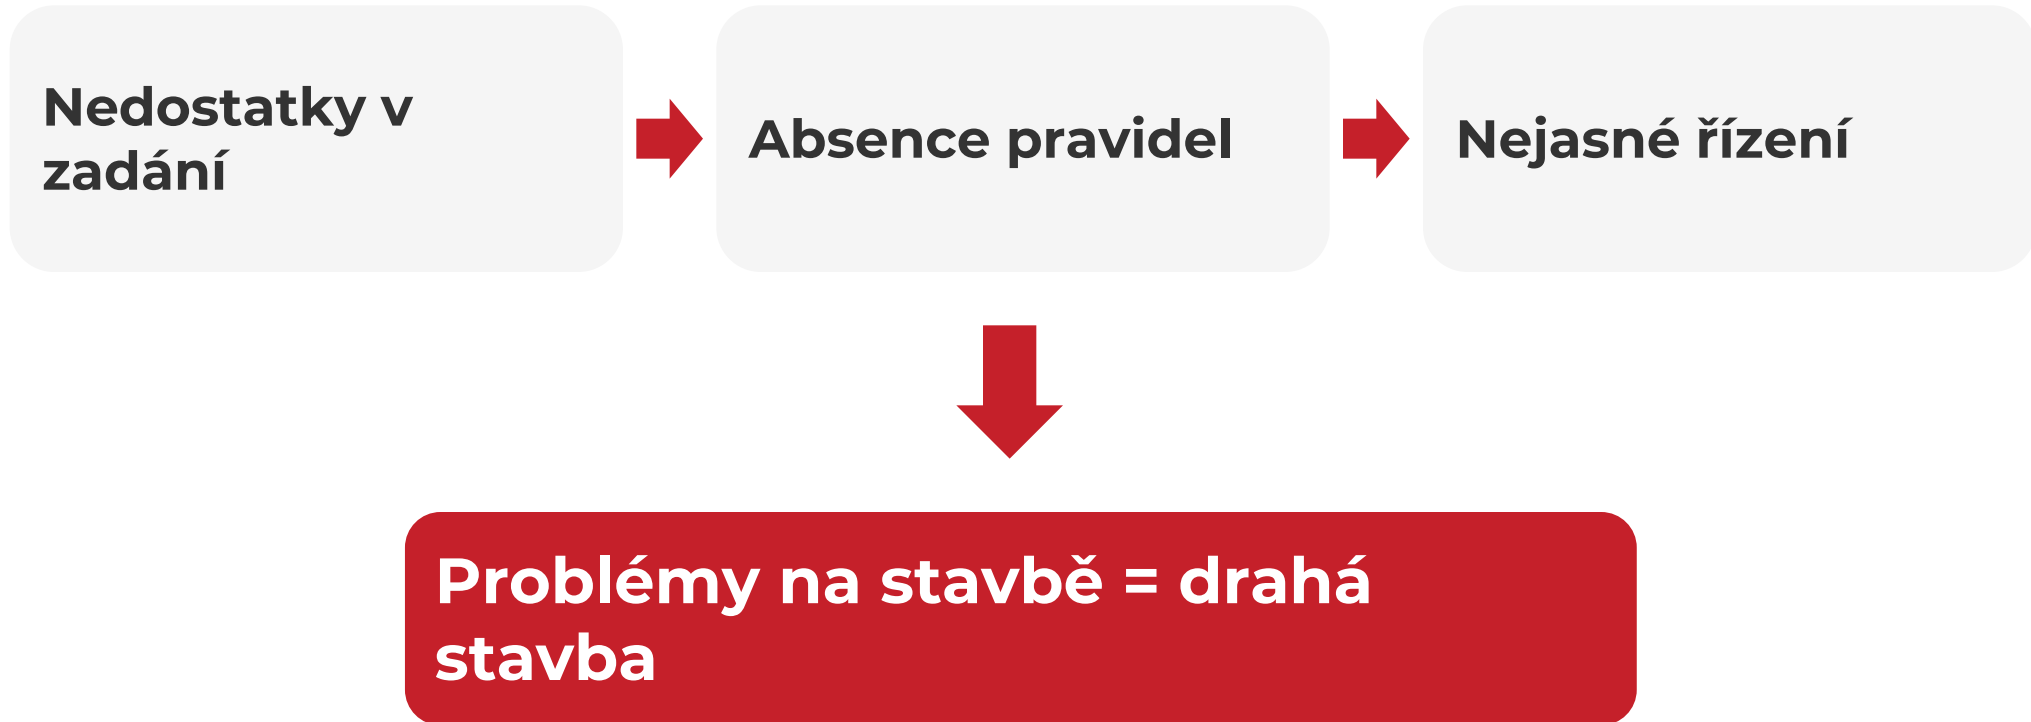 Nedostatky v
zadání
Absence pravidel
Nejasné řízení
Problémy na stavbě = drahá
stavba